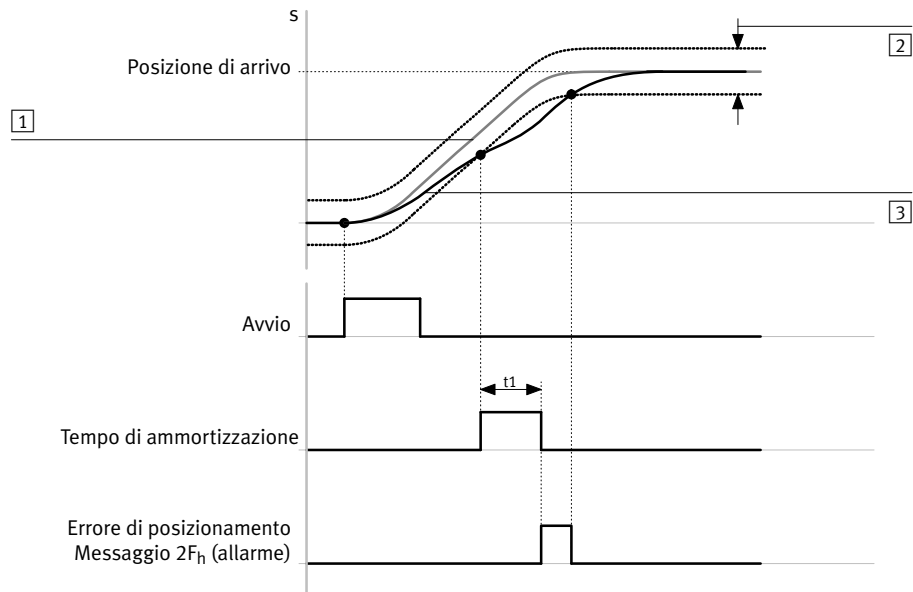 s
2
Posizione di arrivo
1
3
Avvio
t1
Tempo di ammortizzazione
Errore di posizionamento
Messaggio 2Fh (allarme)